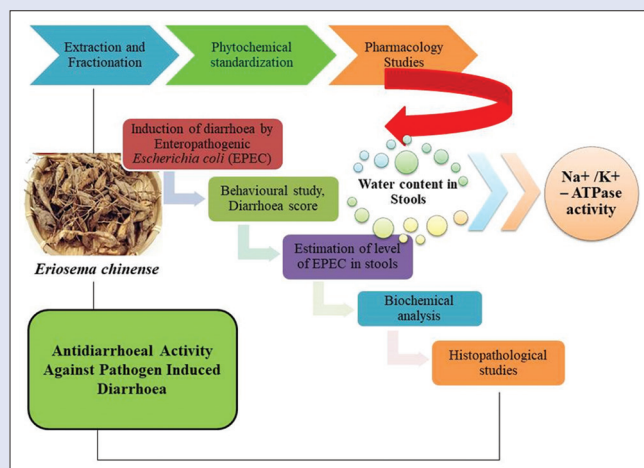 Extraction and
Fractionation
Phytochemical
standardization
Pharmacology
Studies
Induction of diarrhoea by
Enteropathogenic
Escherichia coli (EPEC)
Behavioural study,
Diarrhoea score
Estimation of level
of EPEC in stools
Biochemical
analysis
Histopathological
studies
Water content in
Stools
Na+ /K+
– ATPase
activity
Eriosema chinense
Antidiarrhoeal Activity
Against Pathogen Induced
Diarrhoea